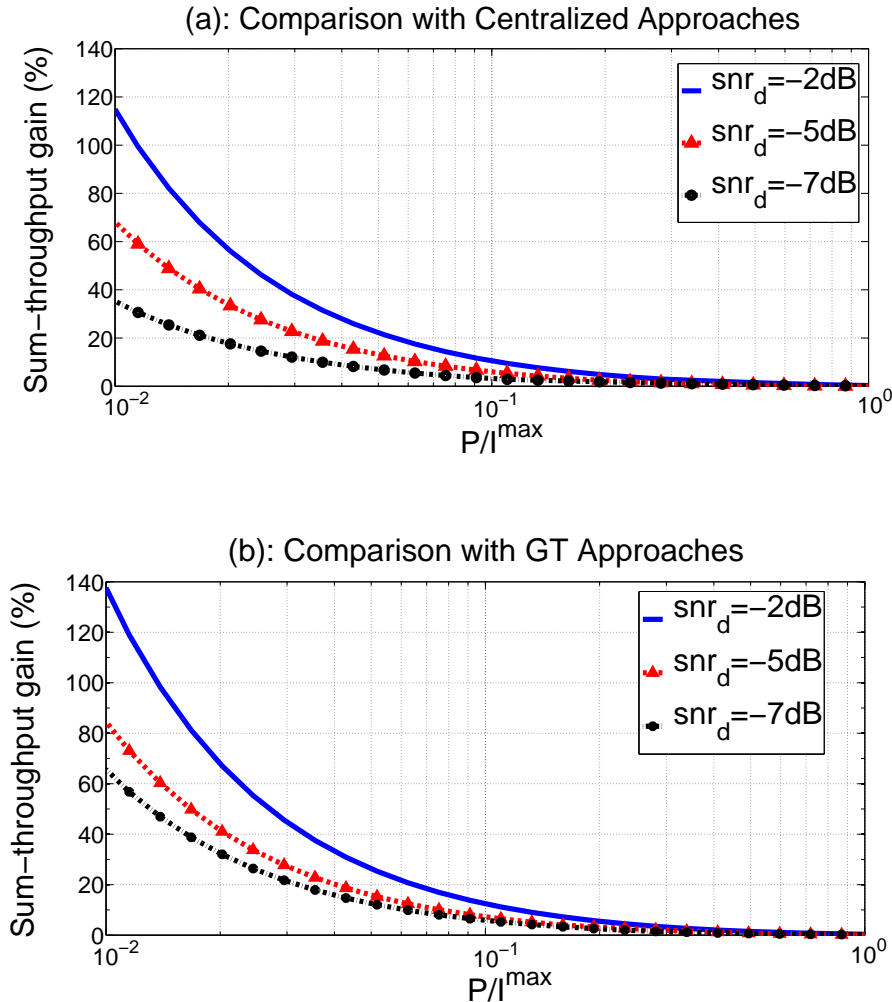 (a): Comparison with Centralized Approaches
Sum−throughput gain (%)
140
120
100
80
60
40
20
0
10^−2
10^−1
10^0
P/I^max
snr_d=−2dB
snr_d=−5dB
snr_d=−7dB
(b): Comparison with GT Approaches
Sum−throughput gain (%)
140
120
100
80
60
40
20
0
10^−2
10^−1
10^0
P/I^max
snr_d=−2dB
snr_d=−5dB
snr_d=−7dB